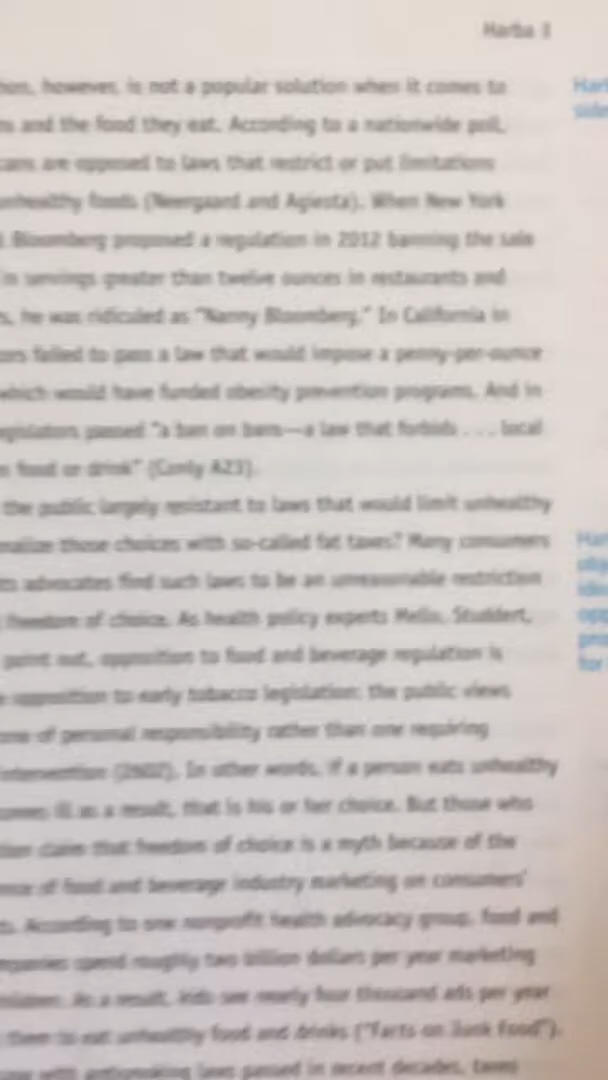 Harba 3
however, is not a popular solution when it comes to
and the food they eat. According to a nationwide poll,
are opposed to laws that restrict or put limitations
unhealthy foods (Neergaard and Agiesta). When New York
Bloomberg proposed a regulation in 2012 banning the sale
in servings greater than twelve ounces in restaurants and
he was ridiculed as "Nanny Bloomberg." In California in
failed to pass a law that would impose a penny-per-ounce
which would have funded obesity prevention programs. And in
passed "a ban on bans—a law that forbids . . . local
food or drink" (Conly A23).
the public largely resistant to laws that would limit unhealthy
those choices with so-called fat taxes? Many consumers
advocates find such laws to be an unreasonable restriction
freedom of choice. As health policy experts Mello, Studdert,
point out, opposition to food and beverage regulation is
opposition to early tobacco legislation: the public views
of personal responsibility rather than one requiring
intervention (2602). In other words, if a person eats unhealthy
ill as a result, that is his or her choice. But those who
claim that freedom of choice is a myth because of the
of food and beverage industry marketing on consumers'
According to one nonprofit health advocacy group, food and
spend roughly two billion dollars per year marketing
As a result, kids see nearly four thousand ads per year
them to eat unhealthy food and drinks ("Facts on Junk Food").
with antismoking laws passed in recent decades, taxes